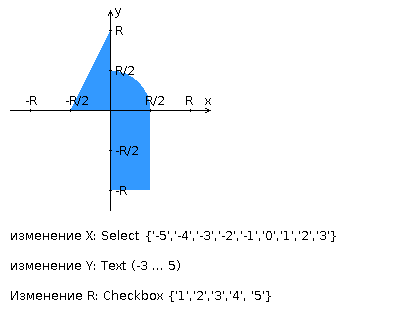 y
R
R/2
-R -R/2 R/2 R x
-R/2
-R
изменение X: Select {'-5','-4','-3','-2','-1','0','1','2','3'}
изменение Y: Text (-3 ... 5)
Изменение R: Checkbox {'1','2','3','4', '5'}